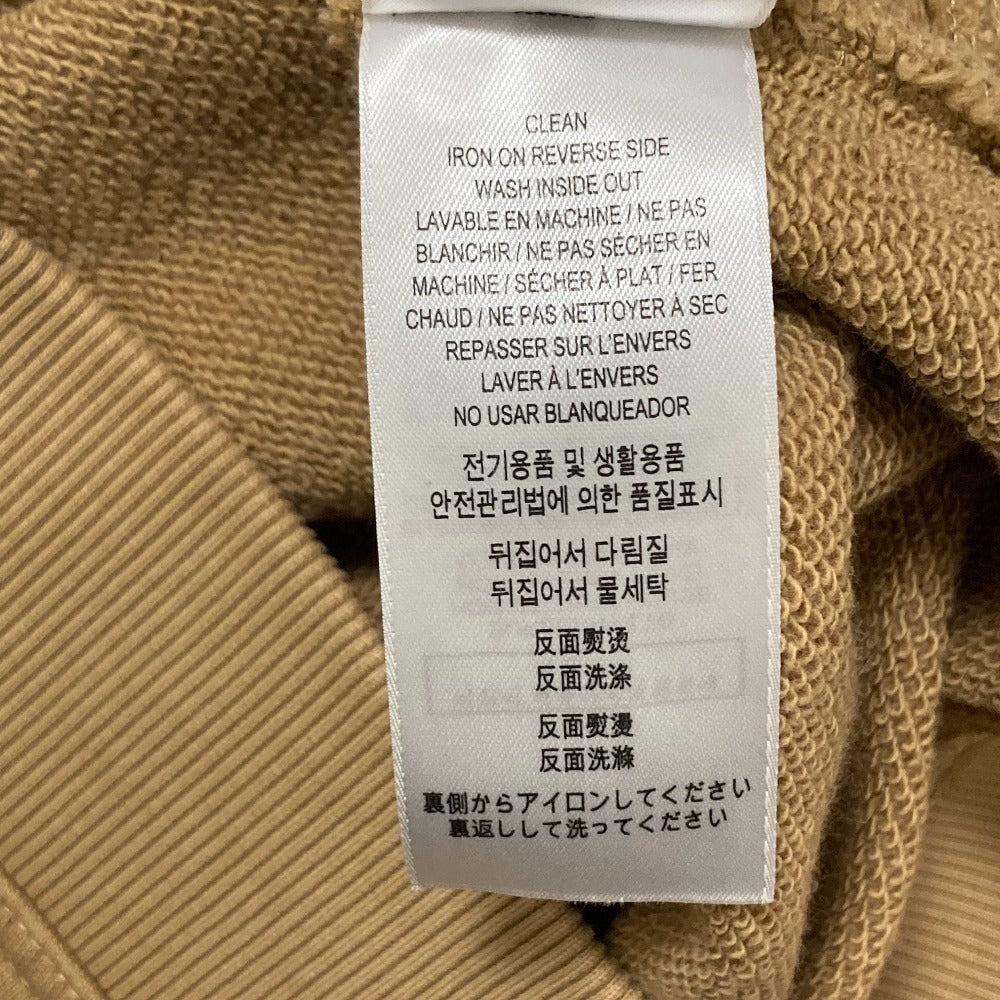 CLEAN
IRON ON REVERSE SIDE
WASH INSIDE OUT
LAVABLE EN MACHINE / NE PAS
BLANCHIR / NE PAS SÉCHER EN
MACHINE / SÉCHER À PLAT / FER
CHAUD / NE PAS NETTOYER À SEC
REPASSER SUR L'ENVERS
LAVER À L'ENVERS
NO USAR BLANQUEADOR
전기용품 및 생활용품
안전관리법에 의한 품질표시
뒤집어서 다림질
뒤집어서 물세탁
反面熨烫
反面洗涤
反面熨燙
反面洗滌
裏側からアイロンしてください
裏返しして洗ってください